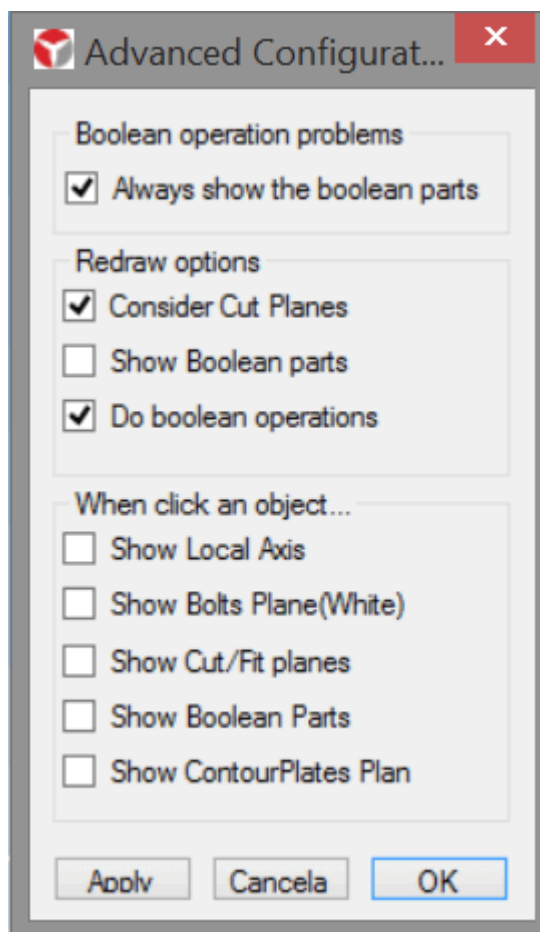 Advanced Configurat...
Boolean operation problems
Always show the boolean parts
Redraw options
Consider Cut Planes
Show Boolean parts
Do boolean operations
When click an object...
Show Local Axis
Show Bolts Plane(White)
Show Cut/Fit planes
Show Boolean Parts
Show ContourPlates Plan
Apply Cancela OK